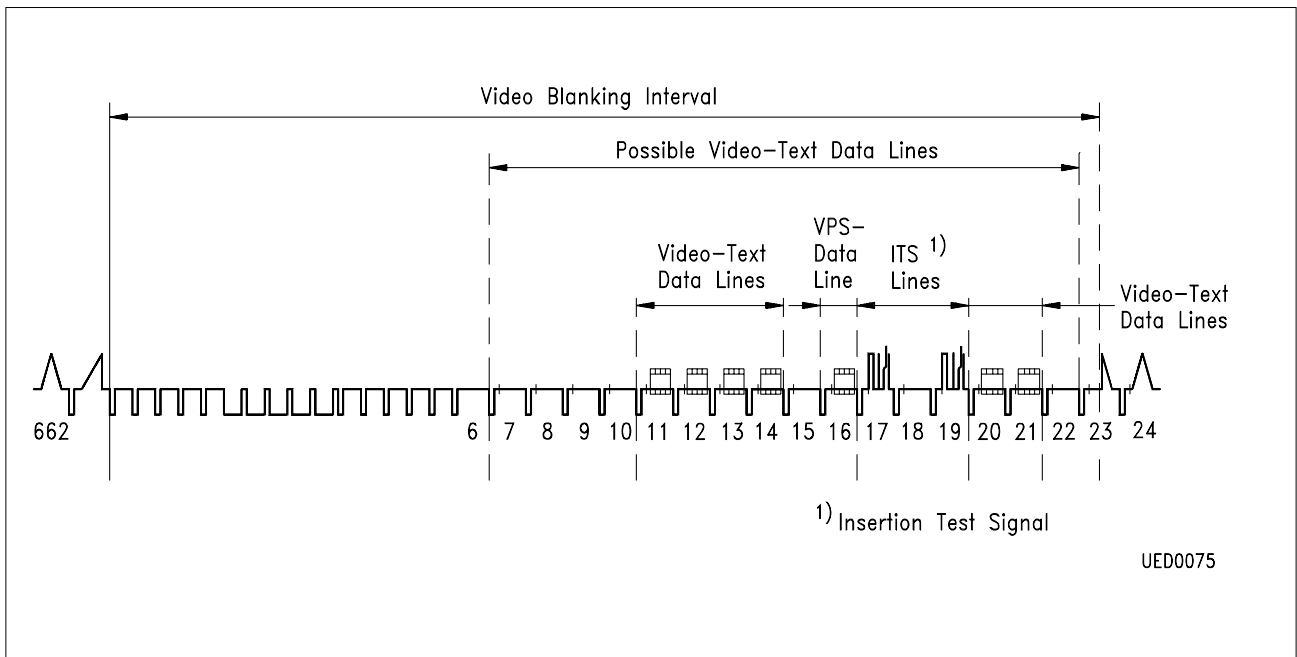 Video Blanking Interval
Possible Video-Text Data Lines
Video-Text
Data Lines
VPS-
Data
Line
ITS 1)
Lines
Video-Text
Data Lines
662 6 7 8 9 10 11 12 13 14 15 16 17 18 19 20 21 22 23 24
1) Insertion Test Signal
UED0075